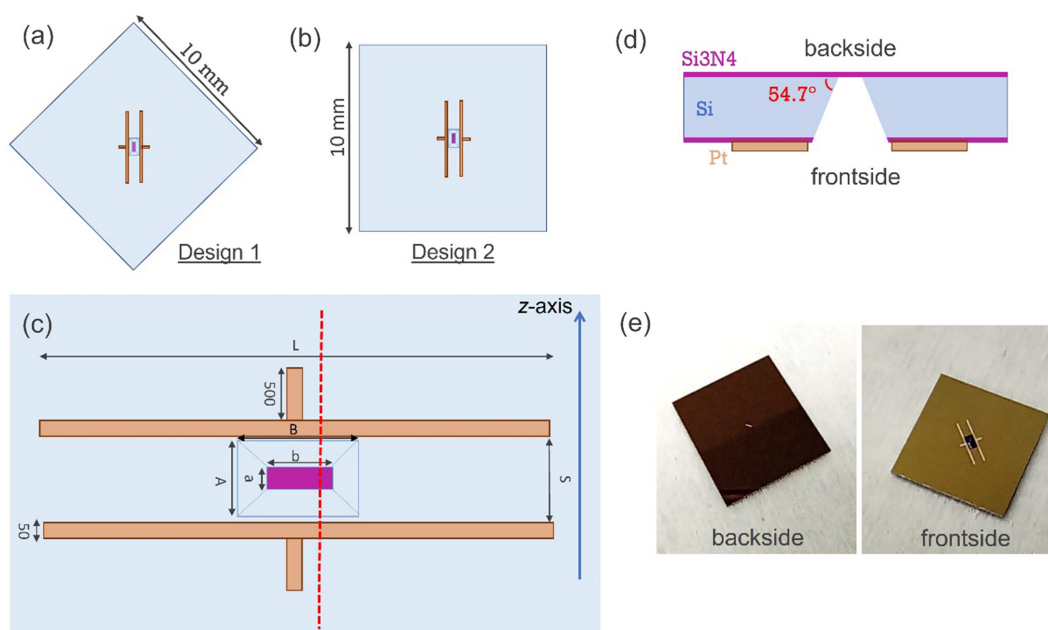 (a)
10 mm
Design 1
(b)
10 mm
Design 2
(c)
z-axis
L
500
B
b
a
A
S
50
(d)
backside
Si3N4
54.7°
Si
Pt
frontside
(e)
backside
frontside